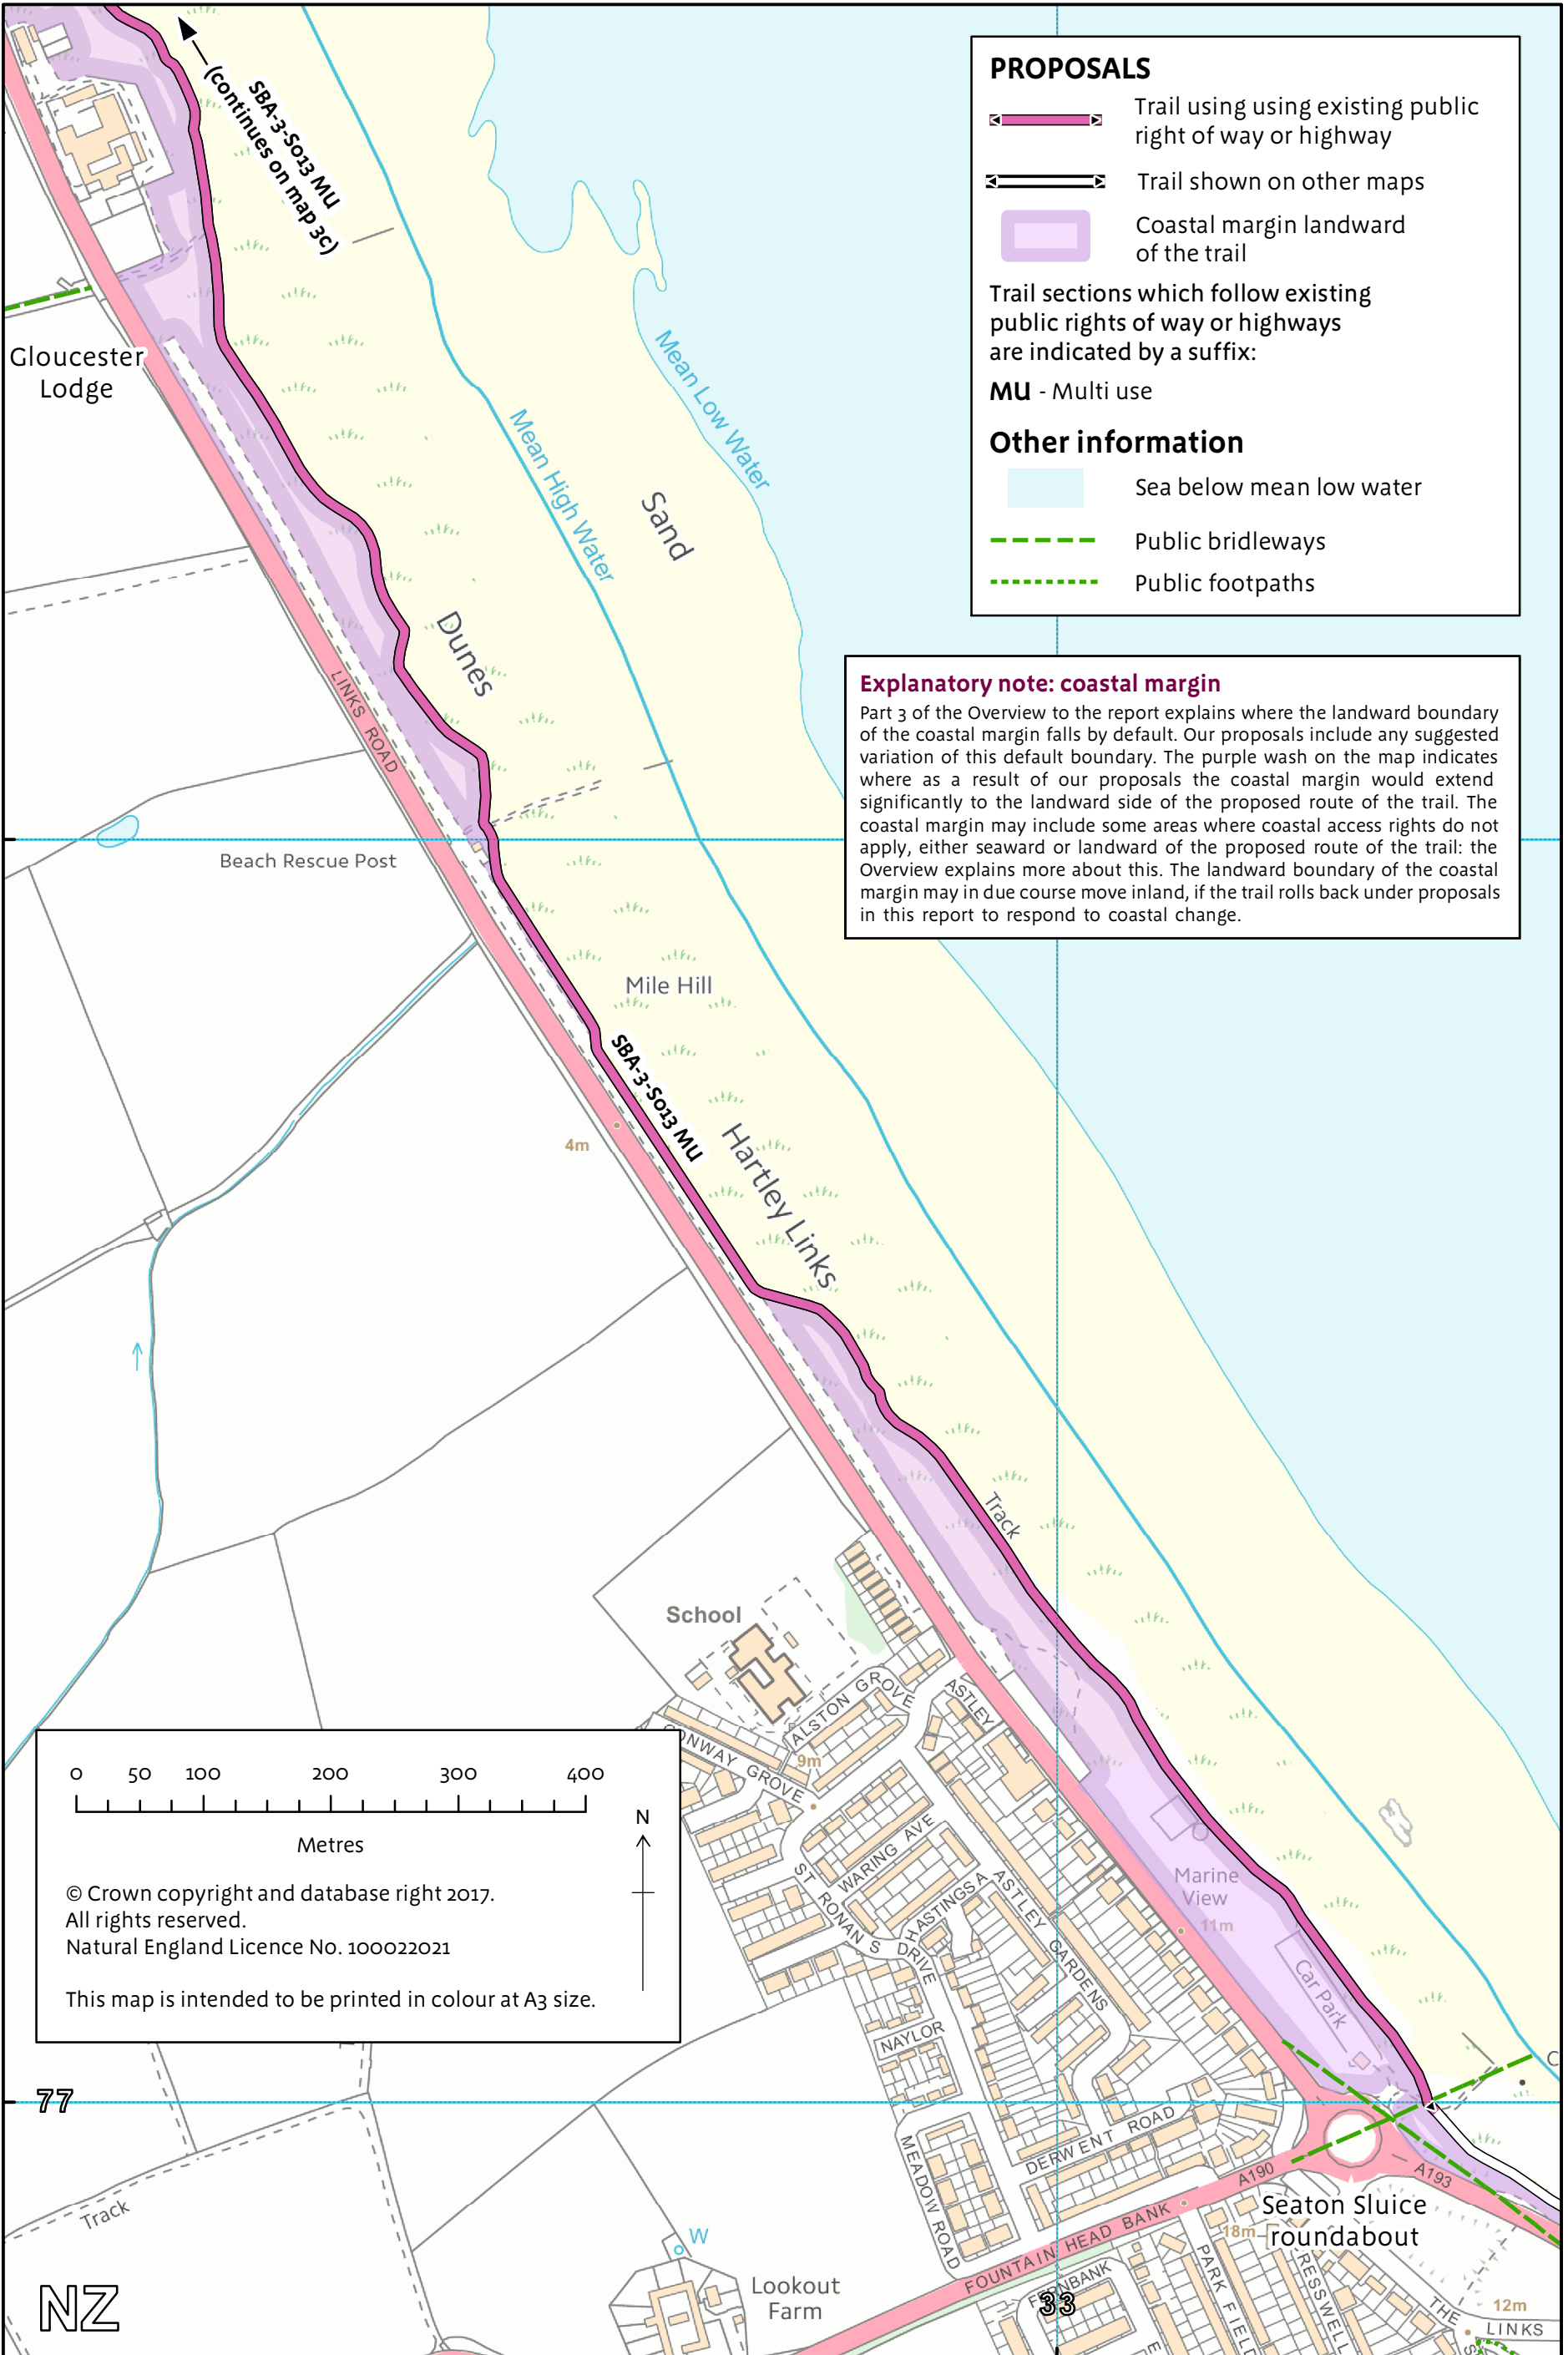 SBA-3-S013 MU
(continues on map 3c)
PROPOSALS
Trail using using existing public
right of way or highway
Trail shown on other maps
Coastal margin landward
of the trail
Trail sections which follow existing
public rights of way or highways
are indicated by a suffix:
MU - Multi use
Other information
Sea below mean low water
Public bridleways
Public footpaths
Gloucester
Lodge
Mean Low Water
Mean High Water
Sand
Dunes
LINKS ROAD
Explanatory note: coastal margin
Part 3 of the Overview to the report explains where the landward boundary
of the coastal margin falls by default. Our proposals include any suggested
variation of this default boundary. The purple wash on the map indicates
where as a result of our proposals the coastal margin would extend
significantly to the landward side of the proposed route of the trail. The
coastal margin may include some areas where coastal access rights do not
apply, either seaward or landward of the proposed route of the trail: the
Overview explains more about this. The landward boundary of the coastal
margin may in due course move inland, if the trail rolls back under proposals
in this report to respond to coastal change.
Beach Rescue Post
Mile Hill
SBA-3-S013 MU
4m
Hartley Links
Track
School
ALSTON GROVE
ASTLEY
CONWAY GROVE
9m
0 50 100 200 300 400
Metres
N
© Crown copyright and database right 2017.
All rights reserved.
Natural England Licence No. 100022021
This map is intended to be printed in colour at A3 size.
WARING AVE
ST RONAN S DRIVE
HASTINGS A
ASTLEY GARDENS
Marine
View
11m
Car Park
C
NAYLOR
77
MEADOW ROAD
DERWENT ROAD
A190
A193
Seaton Sluice
roundabout
18m
Track
W
FOUNTAIN HEAD BANK
Lookout
Farm
FERNBANK
PARK FIELD
RESSWELL
THE
12m
LINKS
NZ
33